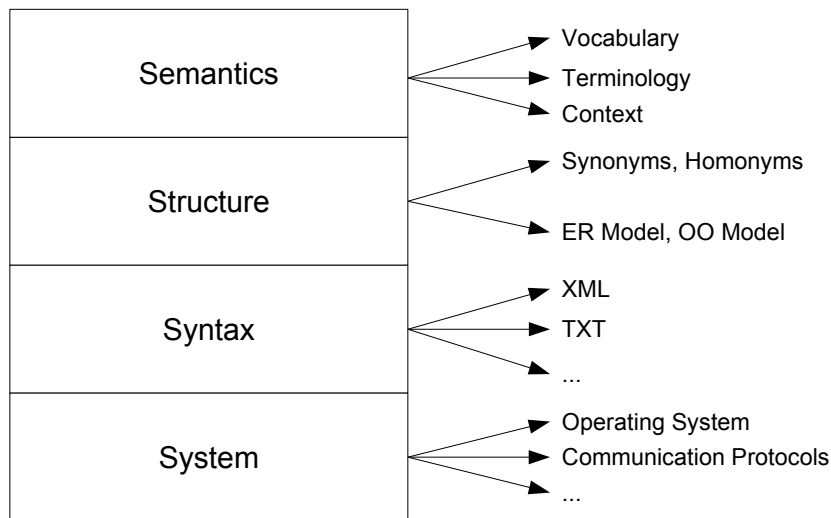 Semantics
Vocabulary
Terminology
Context
Structure
Synonyms, Homonyms
ER Model, OO Model
Syntax
XML
TXT
...
System
Operating System
Communication Protocols
...